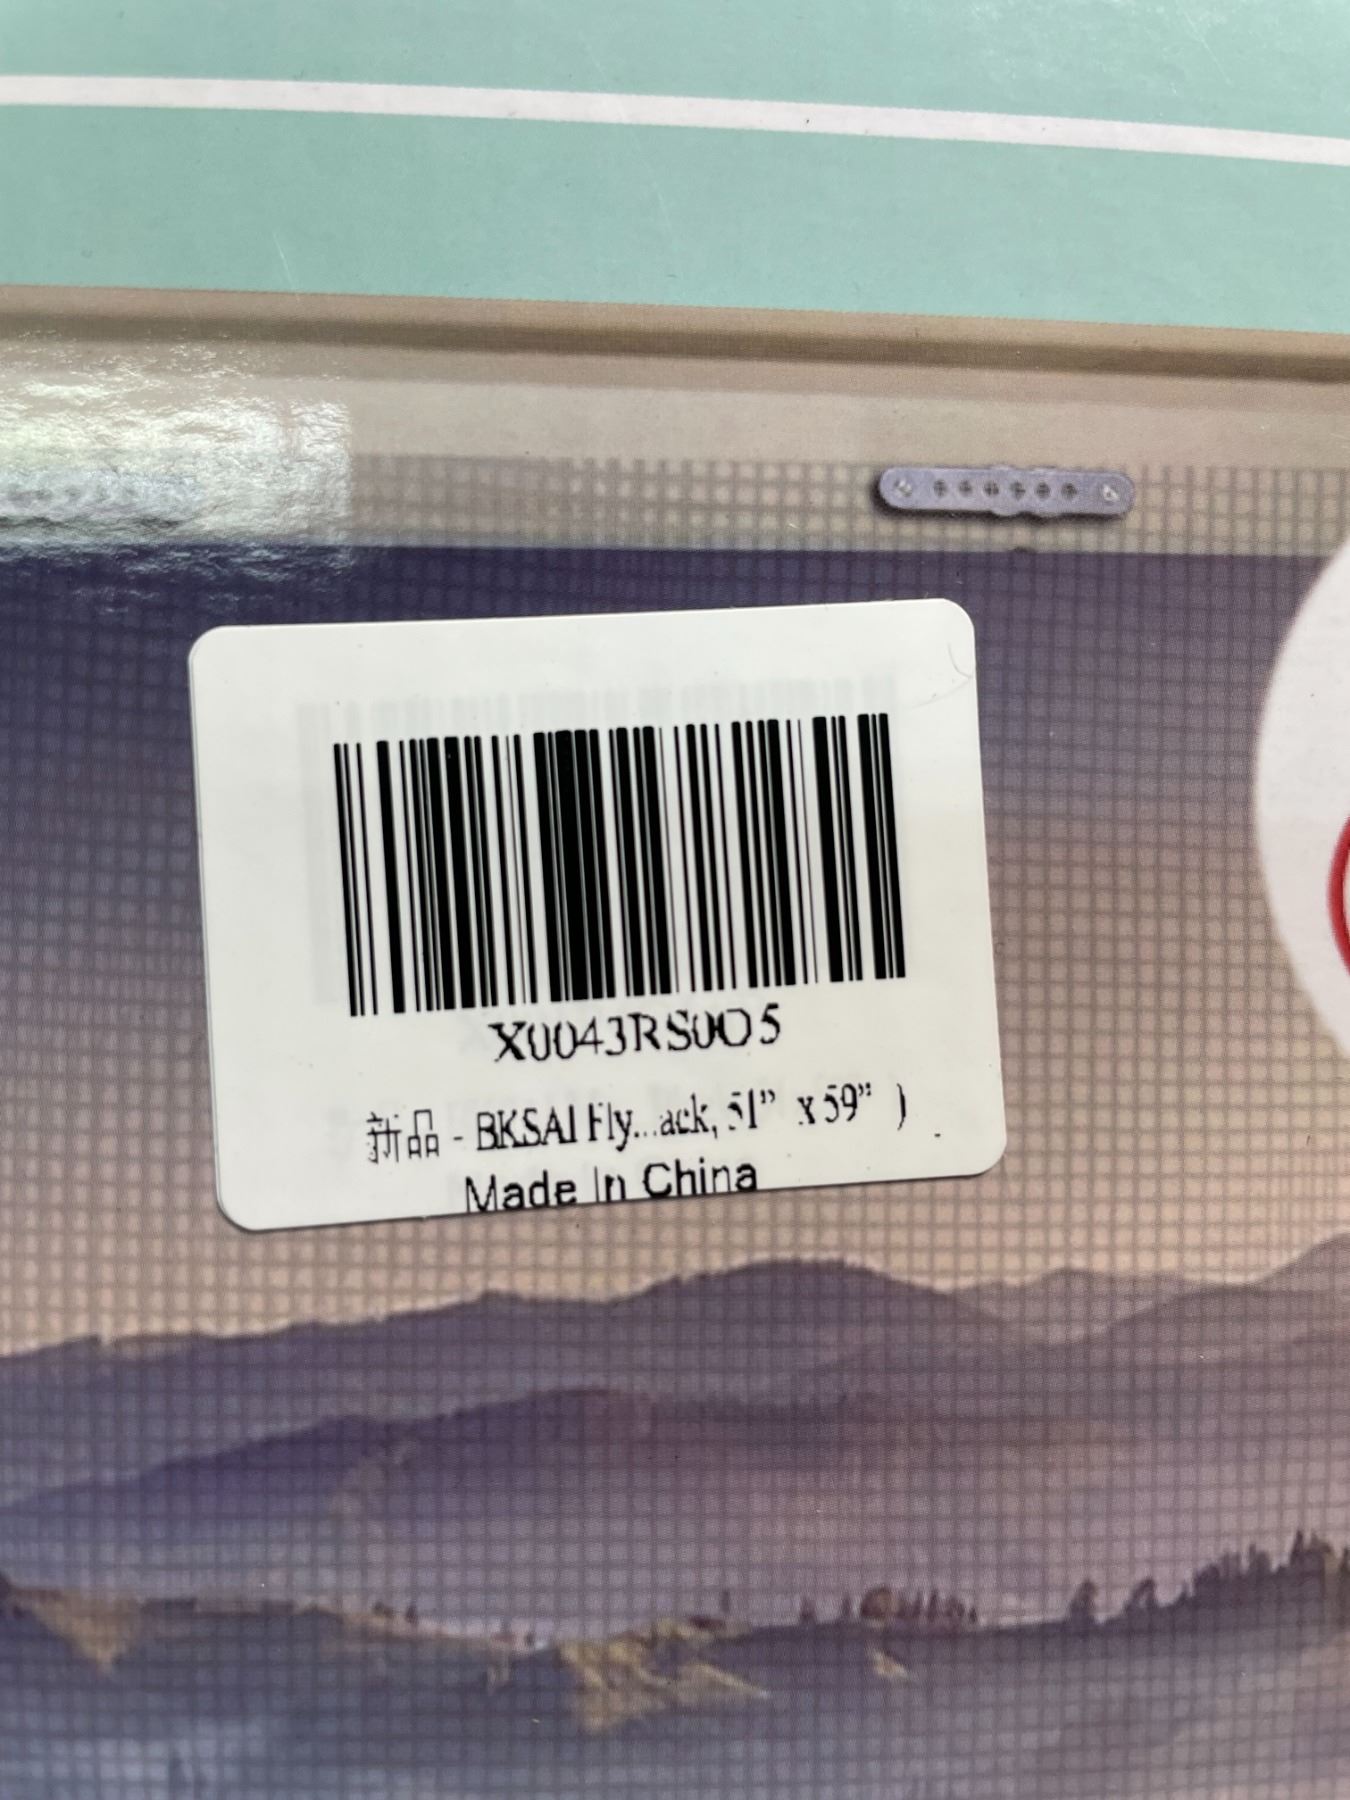 X0043RS0O5
新品 - BKSAI Fly...ack, 51” x 59” )
Made In China